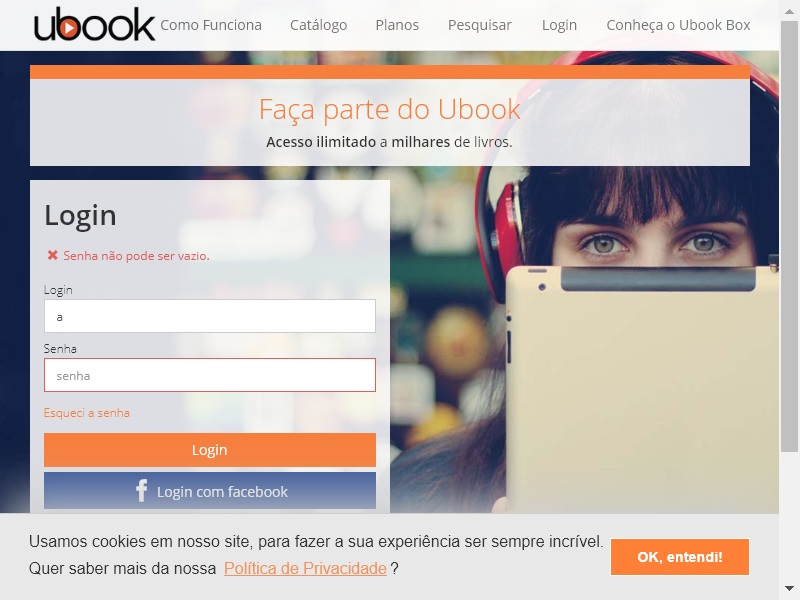 ubook Como Funciona Catálogo Planos Pesquisar Login Conheça o Ubook Box
Faça parte do Ubook
Acesso ilimitado a milhares de livros.
Login
✖ Senha não pode ser vazio.
Login
a
Senha
senha
Esqueci a senha
Login
f Login com facebook
Usamos cookies em nosso site, para fazer a sua experiência ser sempre incrível.
Quer saber mais da nossa Política de Privacidade ?
OK, entendi!